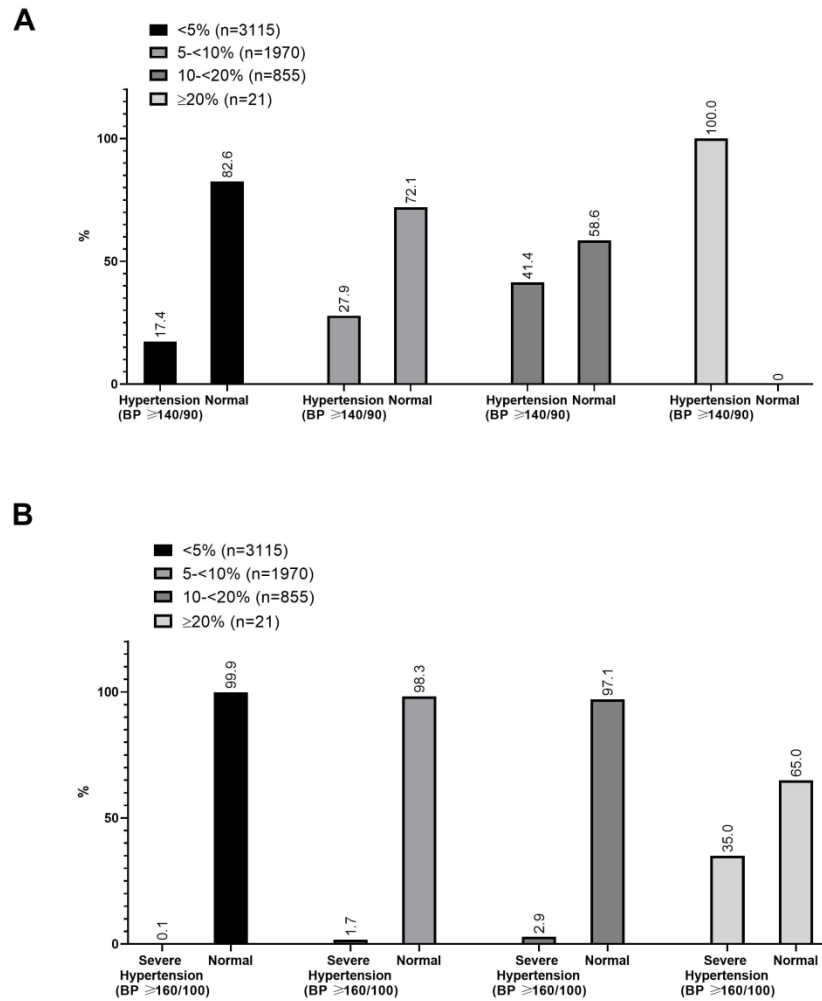 A
<5% (n=3115)
5-<10% (n=1970)
10-<20% (n=855)
≥20% (n=21)
%
100
50
0
17.4
82.6
27.9
72.1
41.4
58.6
100.0
0
Hypertension Normal Hypertension Normal Hypertension Normal Hypertension Normal
(BP ≥140/90) (BP ≥140/90) (BP ≥140/90) (BP ≥140/90)
B
<5% (n=3115)
5-<10% (n=1970)
10-<20% (n=855)
≥20% (n=21)
%
100
50
0
0.1
99.9
1.7
98.3
2.9
97.1
35.0
65.0
Severe Normal Severe Normal Severe Normal Severe Normal
Hypertension Hypertension Hypertension Hypertension
(BP ≥160/100) (BP ≥160/100) (BP ≥160/100) (BP ≥160/100)